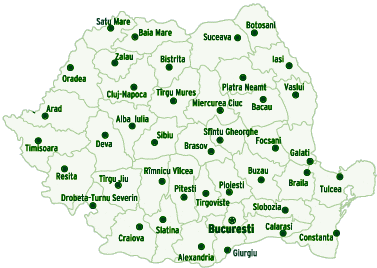 Satu Mare
Botosani
Baia Mare
Suceava
Zalau
Bistrita
Iasi
Oradea
Cluj-Napoca
Tirgu Mures
Piatra Neamt
Vaslui
Miercurea Ciuc
Bacau
Arad
Alba Iulia
Sfintu Gheorghe
Timisoara
Deva
Sibiu
Brasov
Focsani
Galati
Resita
Tirgu Jiu
Rimnicu Vilcea
Pitesti
Ploiesti
Buzau
Braila
Tulcea
Drobeta-Turnu Severin
Tirgoviste
Slobozia
Craiova
Slatina
Bucuresti
Calarasi
Constanta
Alexandria
Giurgiu